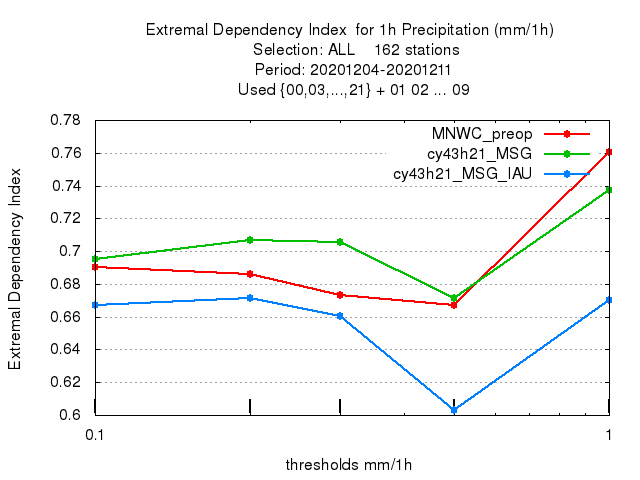 Extremal Dependency Index  for 1h Precipitation (mm/1h)
Selection: ALL    162 stations
Period: 20201204-20201211
Used {00,03,...,21} + 01 02 ... 09
MNWC_preop
cy43h21_MSG
cy43h21_MSG_IAU
Extremal Dependency Index
0.78
0.76
0.74
0.72
0.7
0.68
0.66
0.64
0.62
0.6
0.1
1
thresholds mm/1h